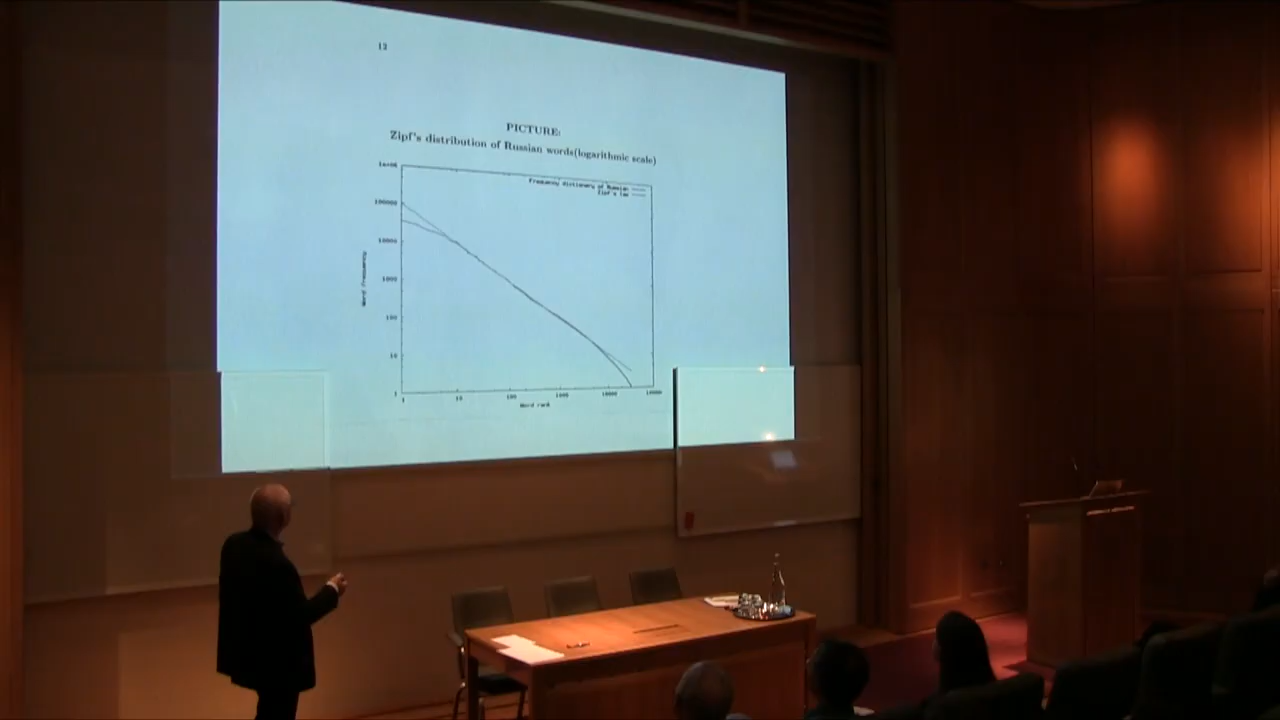 12
PICTURE:
Zipf's distribution of Russian words(logarithmic scale)
1e+06
Frequency dictionary of Russian
Zipf's law
100000
10000
Word frequency
1000
100
10
1
1
10
100
1000
10000
Word rank